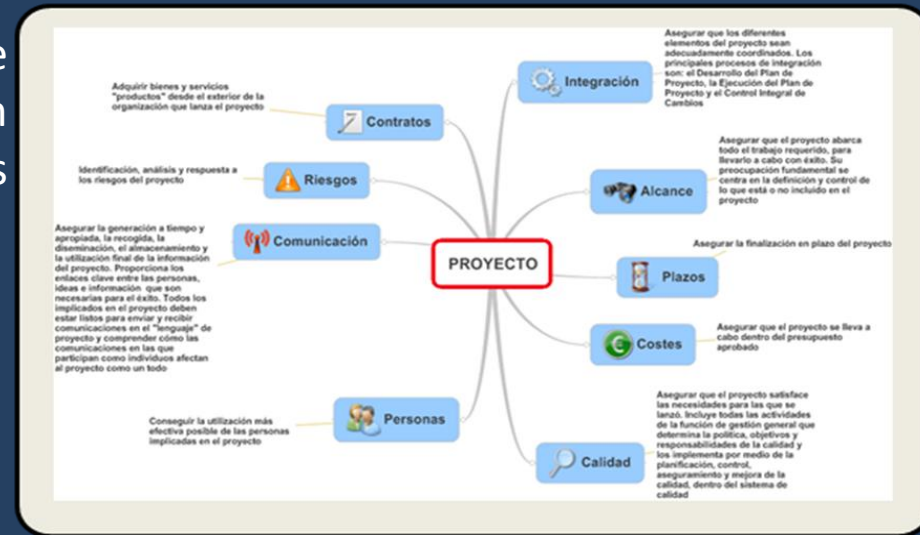 e
n
s
PROYECTO
Integración
Asegurar que los diferentes
elementos del proyecto sean
adecuadamente coordinados. Los
principales procesos de integración
son: el Desarrollo del Plan de
Proyecto, la Ejecución del Plan de
Proyecto y el Control Integral de
Cambios
Alcance
Asegurar que el proyecto abarca
todo el trabajo requerido, para
llevarlo a cabo con éxito. Su
preocupación fundamental se
centra en la definición y control de
lo que está o no incluido en el
proyecto
Plazos
Asegurar la finalización en plazo del proyecto
Costes
Asegurar que el proyecto se lleva a
cabo dentro del presupuesto
aprobado
Calidad
Asegurar que el proyecto satisface
las necesidades para las que se
lanzó. Incluye todas las actividades
de la función de gestión general que
determina la política, objetivos y
responsabilidades de la calidad y
los implementa por medio de la
planificación, control,
aseguramiento y mejora de la
calidad, dentro del sistema de
calidad
Contratos
Adquirir bienes y servicios
"productos" desde el exterior de la
organización que lanza el proyecto
Riesgos
Identificación, análisis y respuesta a
los riesgos del proyecto
Comunicación
Asegurar la generación a tiempo y
apropiada, la recogida, la
diseminación, el almacenamiento y
la utilización final de la información
del proyecto. Proporciona los
enlaces clave entre las personas,
ideas e información que son
necesarias para el éxito. Todos los
implicados en el proyecto deben
estar listos para enviar y recibir
comunicaciones en el "lenguaje" de
proyecto y comprender cómo las
comunicaciones en las que
participan como individuos afectan
al proyecto como un todo
Personas
Conseguir la utilización más
efectiva posible de las personas
implicadas en el proyecto